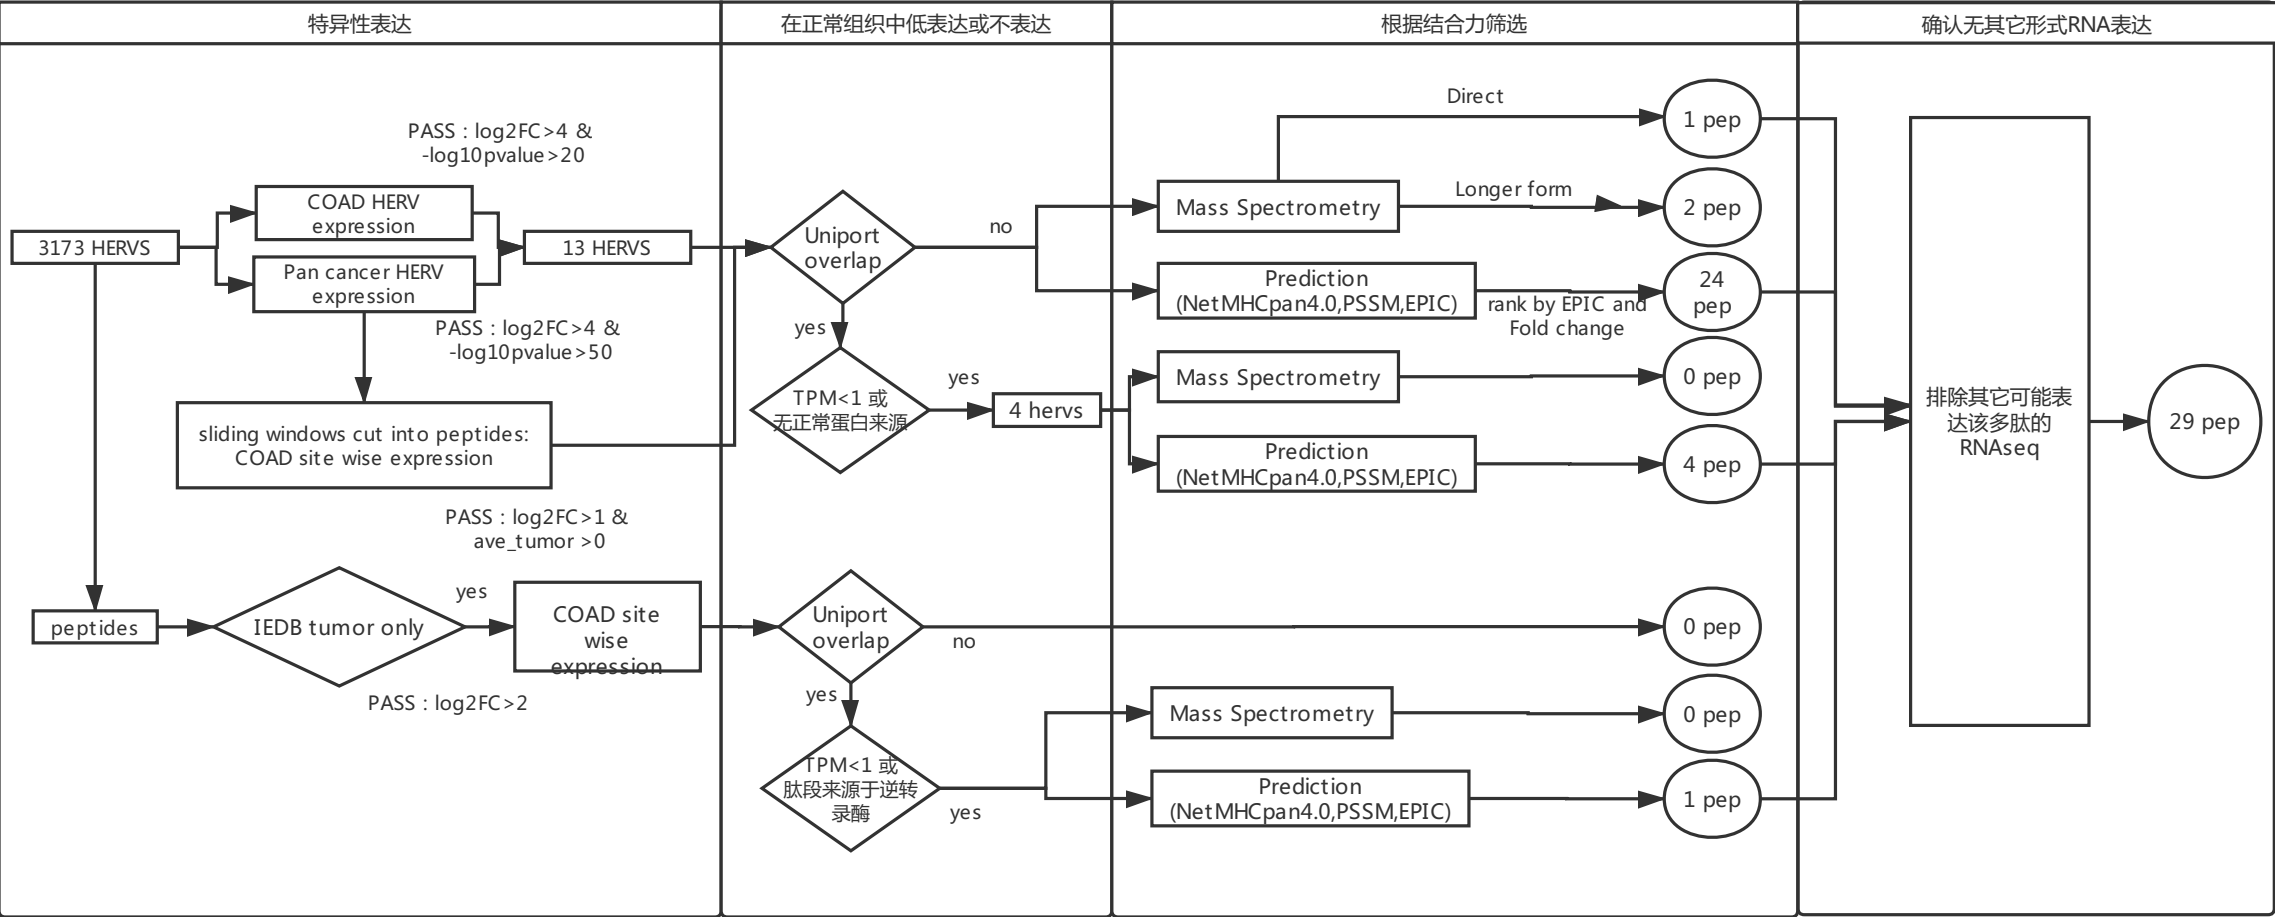 特异性表达
在正常组织中低表达或不表达
根据结合力筛选
确认无其它形式RNA表达
PASS : log2FC>4 &
-log10pvalue>20
COAD HERV
expression
3173 HERVS
13 HERVS
Pan cancer HERV
expression
PASS : log2FC>4 &
-log10pvalue>50
sliding windows cut into peptides:
COAD site wise expression
PASS : log2FC>1 &
ave_tumor >0
peptides
IEDB tumor only
yes
COAD site
wise
expression
PASS : log2FC>2
Uniport
overlap
no
yes
TPM<1 或
无正常蛋白来源
yes
4 hervs
Uniport
overlap
no
yes
TPM<1 或
肽段来源于逆转
录酶
yes
Direct
1 pep
Mass Spectrometry
Longer form
2 pep
Prediction
(NetMHCpan4.0,PSSM,EPIC)
rank by EPIC and
Fold change
24
pep
Mass Spectrometry
0 pep
Prediction
(NetMHCpan4.0,PSSM,EPIC)
4 pep
0 pep
Mass Spectrometry
0 pep
Prediction
(NetMHCpan4.0,PSSM,EPIC)
1 pep
排除其它可能表
达该多肽的
RNAseq
29 pep